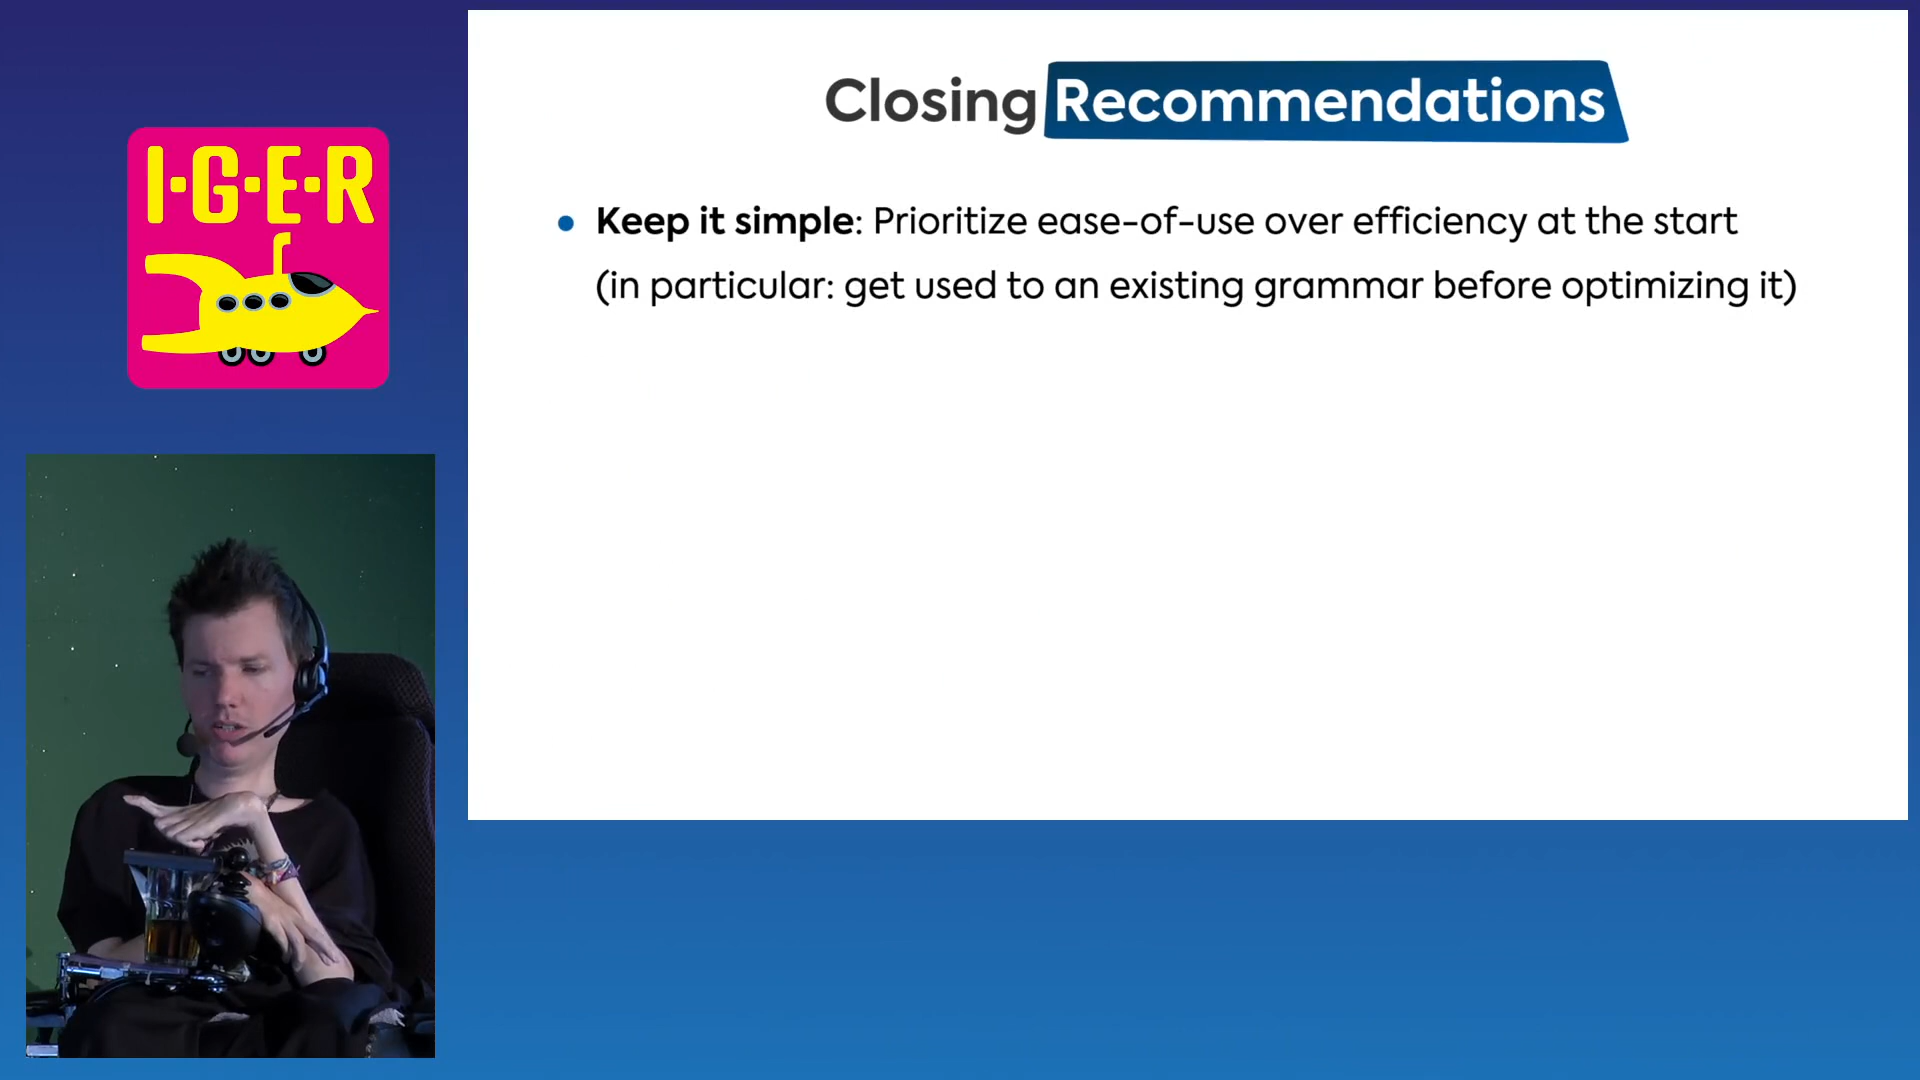 I·G·E·R
Closing Recommendations
• Keep it simple: Prioritize ease-of-use over efficiency at the start
(in particular: get used to an existing grammar before optimizing it)